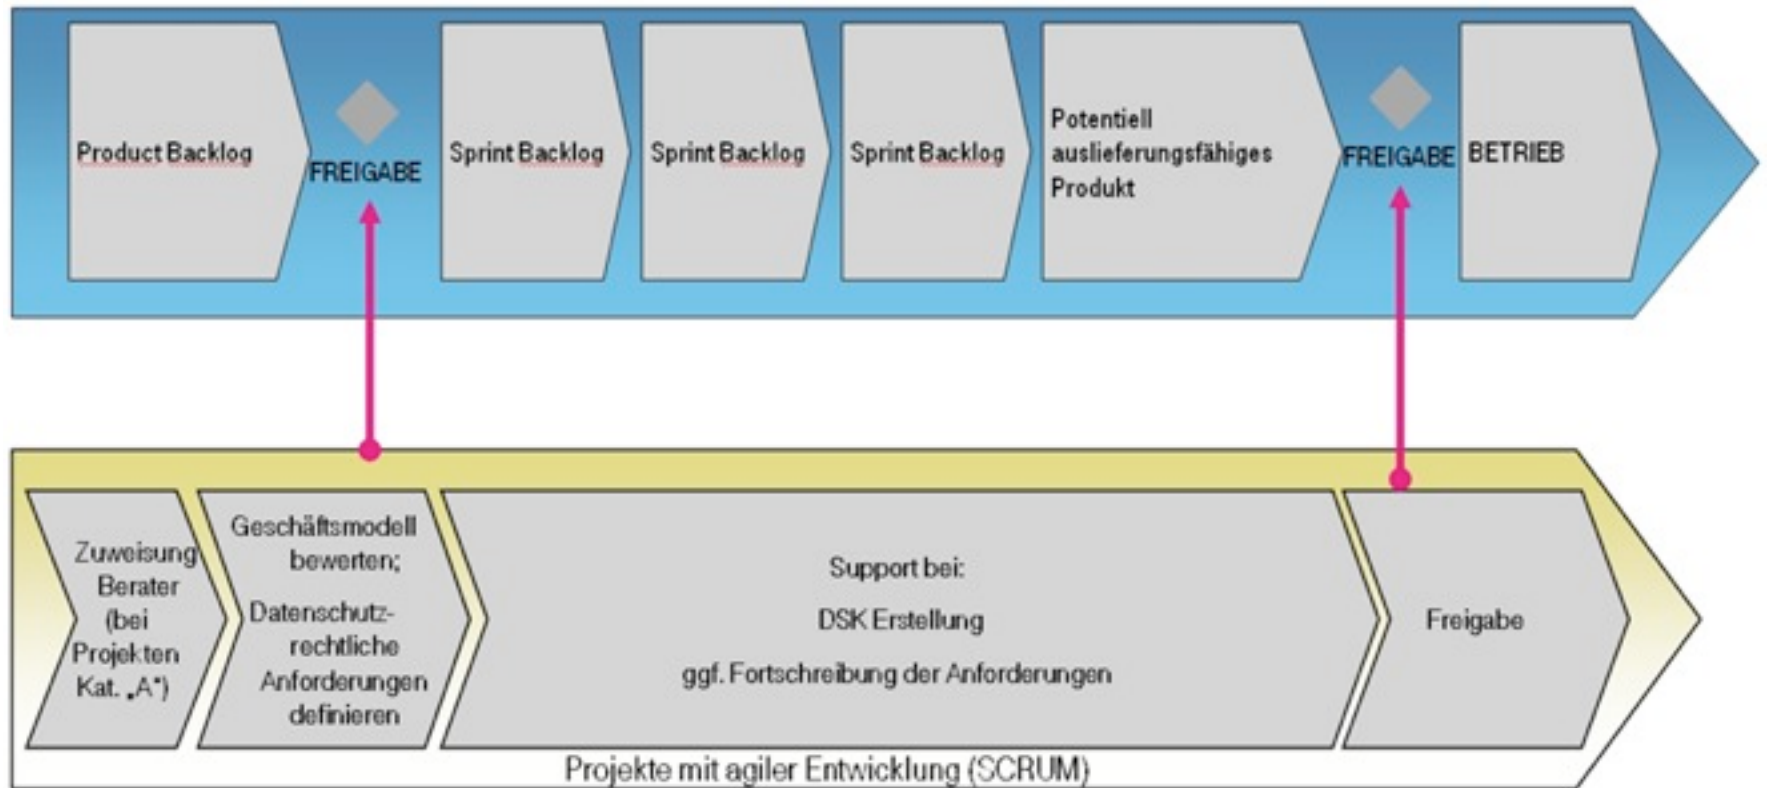 Product Backlog
FREIGABE
Sprint Backlog
Sprint Backlog
Sprint Backlog
Potentiell
auslieferungsfähiges
Produkt
FREIGABE
BETRIEB
Zuweisung
Berater
(bei
Projekten
Kat. „A“)
Geschäftsmodell
bewerten;
Datenschutz-
rechtliche
Anforderungen
definieren
Support bei:
DSK Erstellung
ggf. Fortschreibung der Anforderungen
Freigabe
Projekte mit agiler Entwicklung (SCRUM)